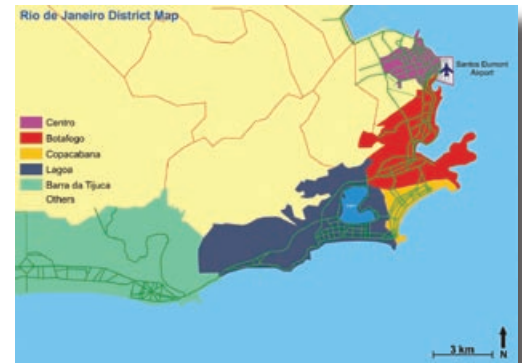 Rio de Janeiro District Map
Santos Dumont
Airport
Centro
Botafogo
Copacabana
Lagoa
Barra da Tijuca
Others
3 km
N